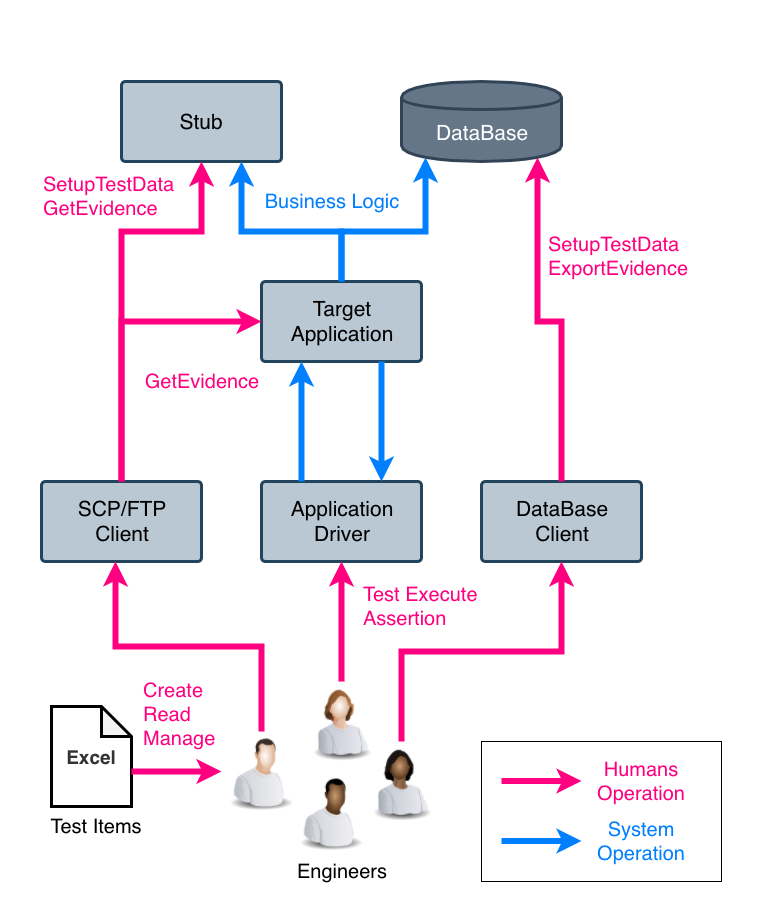 Stub
DataBase
SetupTestData
GetEvidence
Business Logic
SetupTestData
ExportEvidence
Target
Application
GetEvidence
SCP/FTP
Client
Application
Driver
DataBase
Client
Test Execute
Assertion
Create
Read
Manage
Excel
Test Items
Engineers
Humans
Operation
System
Operation